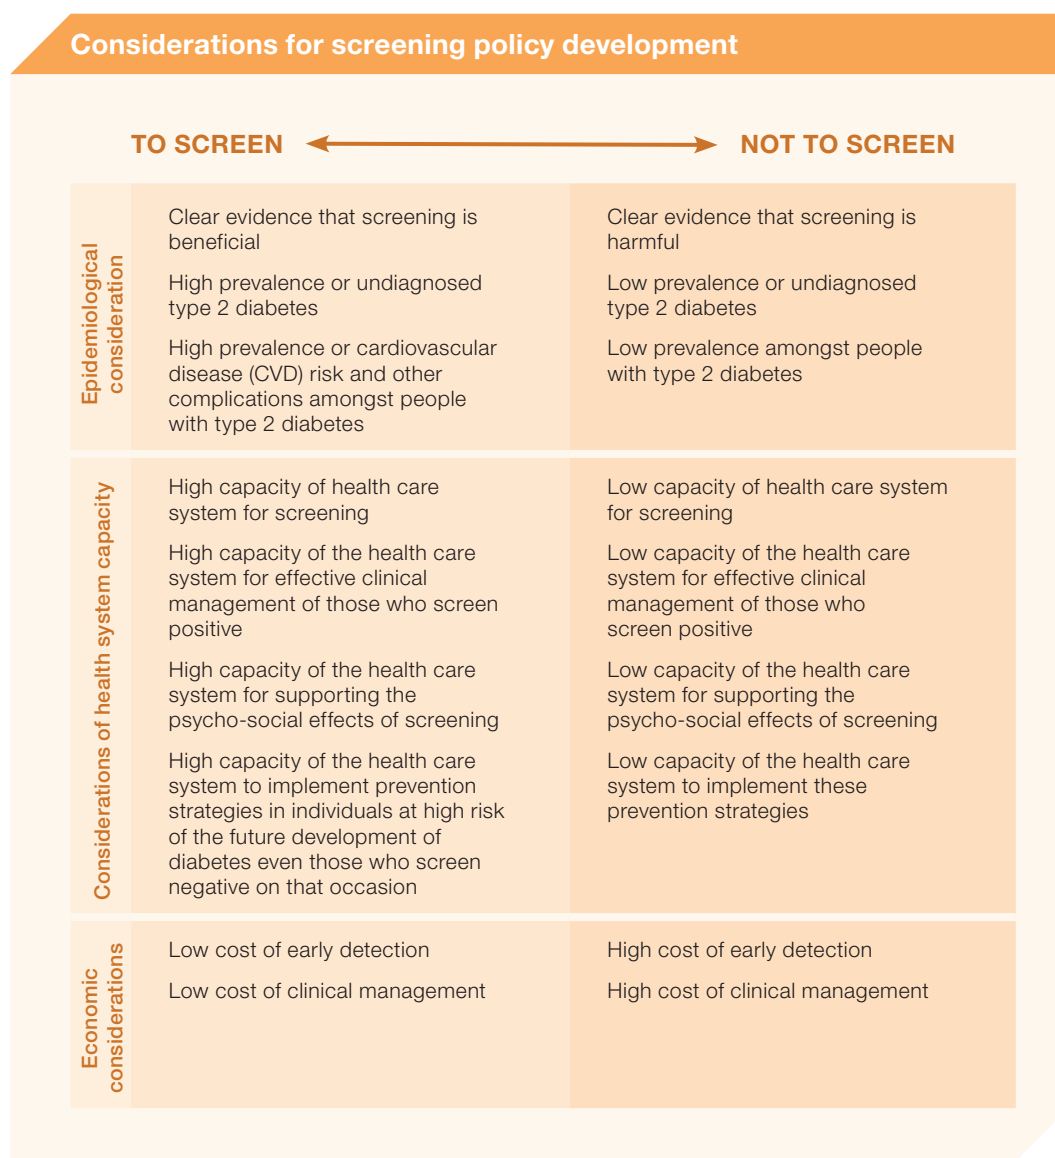 Considerations for screening policy development
TO SCREEN
NOT TO SCREEN
Epidemiological
consideration
Clear evidence that screening is
beneficial
High prevalence or undiagnosed
type 2 diabetes
High prevalence or cardiovascular
disease (CVD) risk and other
complications amongst people
with type 2 diabetes
Clear evidence that screening is
harmful
Low prevalence or undiagnosed
type 2 diabetes
Low prevalence amongst people
with type 2 diabetes
Considerations of health system capacity
High capacity of health care
system for screening
High capacity of the health care
system for effective clinical
management of those who screen
positive
High capacity of the health care
system for supporting the
psycho-social effects of screening
High capacity of the health care
system to implement prevention
strategies in individuals at high risk
of the future development of
diabetes even those who screen
negative on that occasion
Low capacity of health care system
for screening
Low capacity of the health care
system for effective clinical
management of those who
screen positive
Low capacity of the health care
system for supporting the
psycho-social effects of screening
Low capacity of the health care
system to implement these
prevention strategies
Economic
considerations
Low cost of early detection
Low cost of clinical management
High cost of early detection
High cost of clinical management